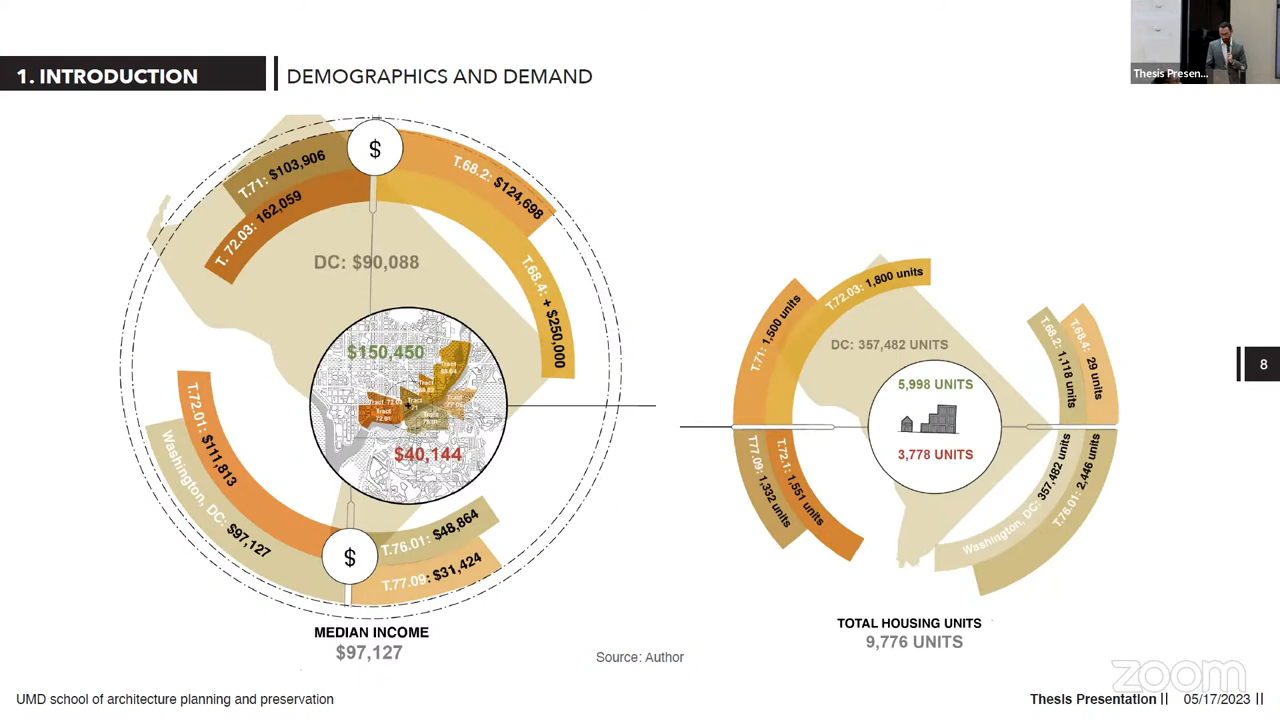 Thesis Presen...
1. INTRODUCTION
DEMOGRAPHICS AND DEMAND
$
T.71: $103,906
T. 72.03: 162,059
T.68.2: $124,698
T.68.4: + $250,000
DC: $90,088
$150,450
$40,144
T.72.01: $111,813
Washington, DC: $97,127
$
T.76.01: $48,864
T.77.09: $31,424
MEDIAN INCOME
$97,127
T.71: 1,500 units
T.72.03: 1,800 units
T.68.2: 1,118 units
T.68.4: 29 units
DC: 357,482 UNITS
5,998 UNITS
3,778 UNITS
T.77.09: 1,332 units
T.72.1: 1,551 units
Washington, DC: 357,482 units
T.76.01: 2,446 units
TOTAL HOUSING UNITS
9,776 UNITS
8
Source: Author
zoom
UMD school of architecture planning and preservation
Thesis Presentation || 05/17/2023 ||